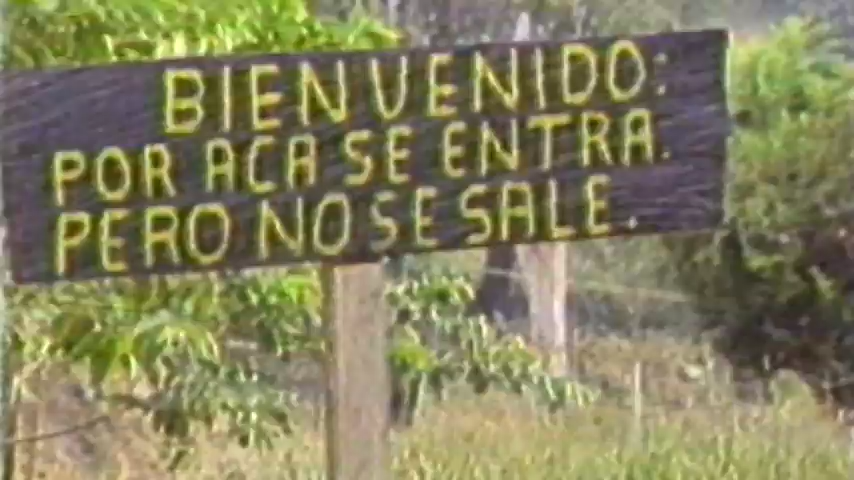 BIENVENIDO:
POR ACA SE ENTRA.
PERO NO SE SALE.